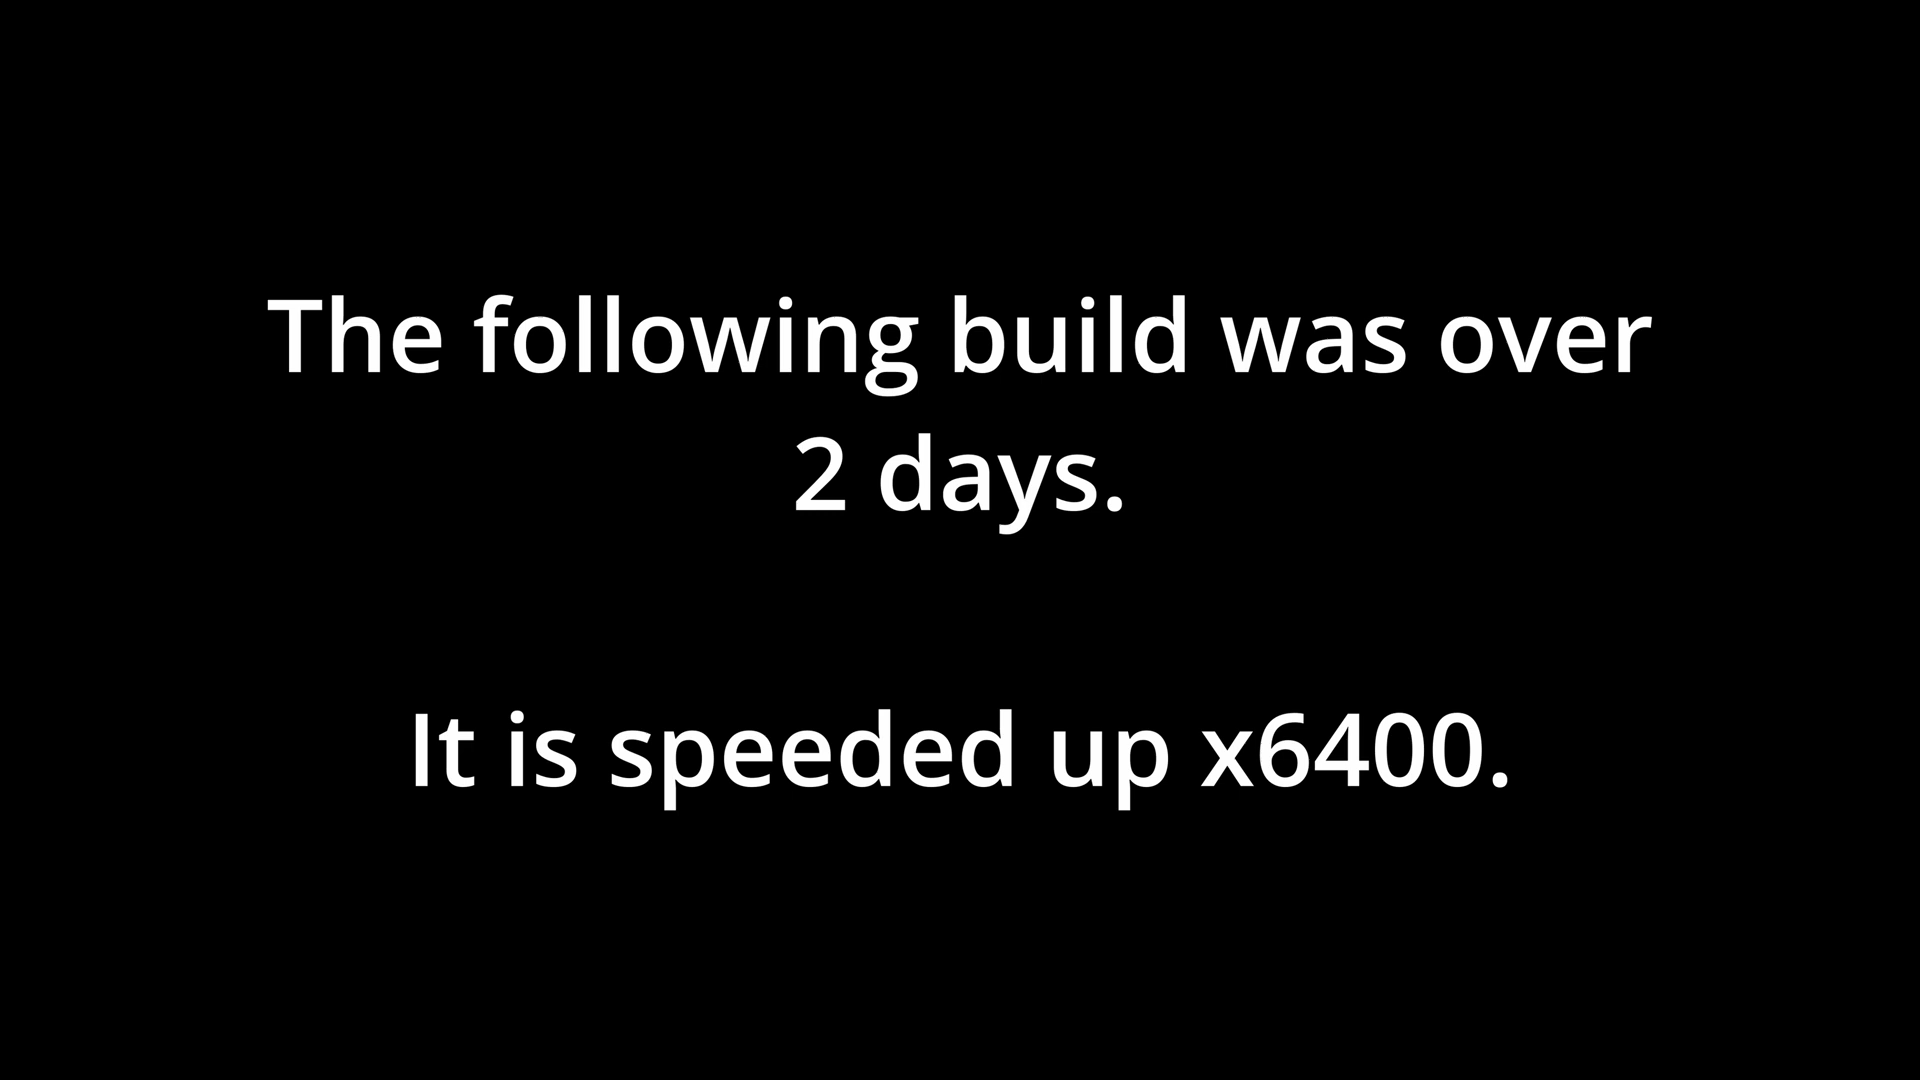 The following build was over
2 days.
It is speeded up x6400.